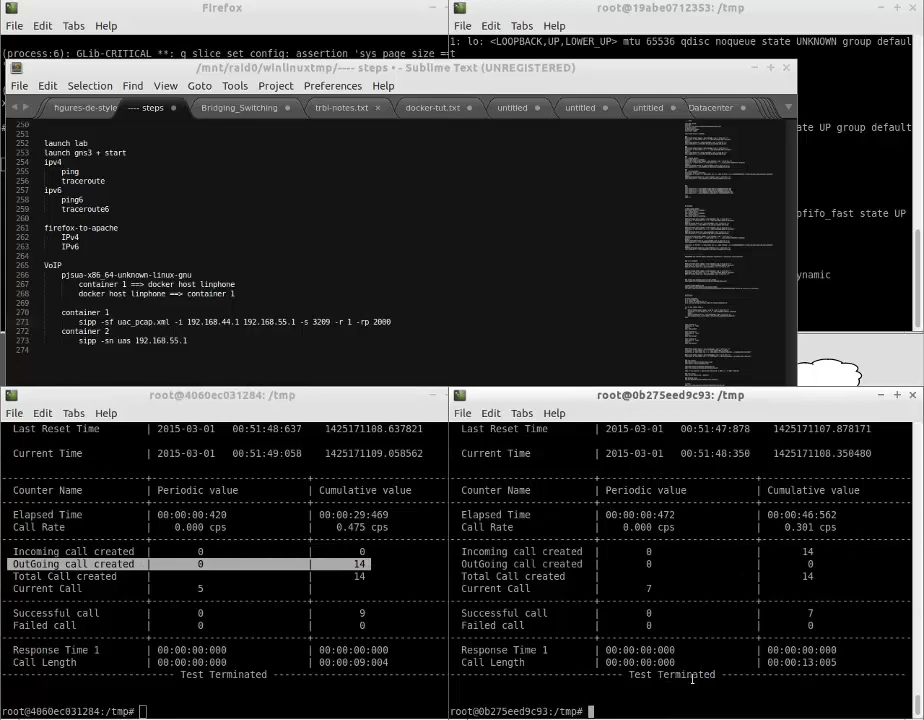 Firefox
File Edit Tabs Help
(process:6): GLib-CRITICAL **: g_slice_set_config: assertion 'sys_page_size ==
root@19abe0712353: /tmp
File Edit Tabs Help
1: lo: <LOOPBACK,UP,LOWER_UP> mtu 65536 qdisc noqueue state UNKNOWN group defaul
t
ate UP group default
pfifo_fast state UP
ynamic
/mnt/raid0/winlinuxtmp/---- steps • - Sublime Text (UNREGISTERED)
File Edit Selection Find View Goto Tools Project Preferences Help
figures-de-style ---- steps Bridging_Switching trbl-notes.txt docker-tut.txt untitled untitled untitled Datacenter
250
251
252 launch lab
253 launch gns3 + start
254 ipv4
255 ping
256 traceroute
257 ipv6
258 ping6
259 traceroute6
260
261 firefox-to-apache
262 IPv4
263 IPv6
264
265 VoIP
266 pjsua-x86_64-unknown-linux-gnu
267 container 1 ==> docker host linphone
268 docker host linphone ==> container 1
269
270 container 1
271 sipp -sf uac_pcap.xml -i 192.168.44.1 192.168.55.1 -s 3209 -r 1 -rp 2000
272 container 2
273 sipp -sn uas 192.168.55.1
274
root@4060ec031284: /tmp
File Edit Tabs Help
Last Reset Time | 2015-03-01 00:51:48:637 1425171108.637821
Current Time | 2015-03-01 00:51:49:058 1425171109.058562
Counter Name | Periodic value | Cumulative value
Elapsed Time | 00:00:00:420 | 00:00:29:469
Call Rate | 0.000 cps | 0.475 cps
Incoming call created | 0 | 0
OutGoing call created | 0 | 14
Total Call created | | 14
Current Call | 5 |
Successful call | 0 | 9
Failed call | 0 | 0
Response Time 1 | 00:00:00:000 | 00:00:00:000
Call Length | 00:00:00:000 | 00:00:09:004
Test Terminated
root@4060ec031284:/tmp#
root@0b275eed9c93: /tmp
File Edit Tabs Help
Last Reset Time | 2015-03-01 00:51:47:878 1425171107.878171
Current Time | 2015-03-01 00:51:48:350 1425171108.350480
Counter Name | Periodic value | Cumulative value
Elapsed Time | 00:00:00:472 | 00:00:46:562
Call Rate | 0.000 cps | 0.301 cps
Incoming call created | 0 | 14
OutGoing call created | 0 | 0
Total Call created | | 14
Current Call | 7 |
Successful call | 0 | 7
Failed call | 0 | 0
Response Time 1 | 00:00:00:000 | 00:00:00:000
Call Length | 00:00:00:000 | 00:00:13:005
Test Terminated
root@0b275eed9c93:/tmp#